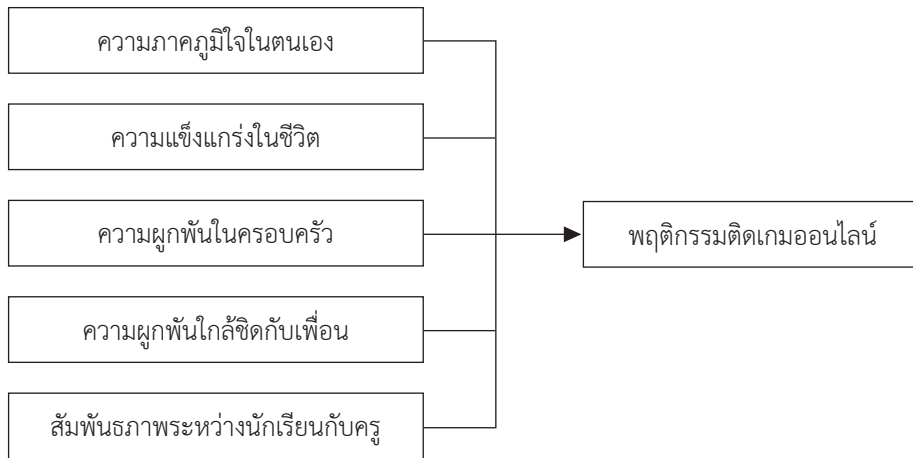 ความภาคภูมิใจในตนเอง
ความแข็งแกร่งในชีวิต
ความผูกพันในครอบครัว
พฤติกรรมติดเกมออนไลน์
ความผูกพันใกล้ชิดกับเพื่อน
สัมพันธภาพระหว่างนักเรียนกับครู